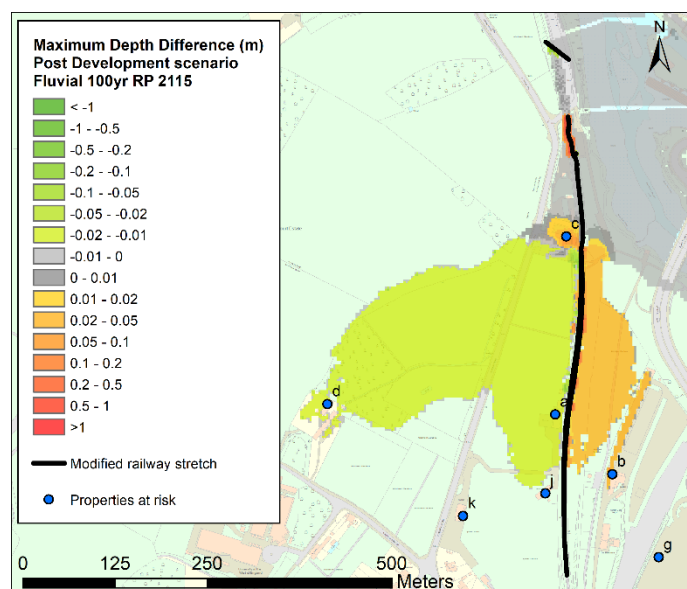 Maximum Depth Difference (m)
Post Development scenario
Fluvial 100yr RP 2115
< -1
-1 - -0.5
-0.5 - -0.2
-0.2 - -0.1
-0.1 - -0.05
-0.05 - -0.02
-0.02 - -0.01
-0.01 - 0
0 - 0.01
0.01 - 0.02
0.02 - 0.05
0.05 - 0.1
0.1 - 0.2
0.2 - 0.5
0.5 - 1
>1
Modified railway stretch
Properties at risk
N
c
d
a
b
j
k
g
0 125 250 500
Meters